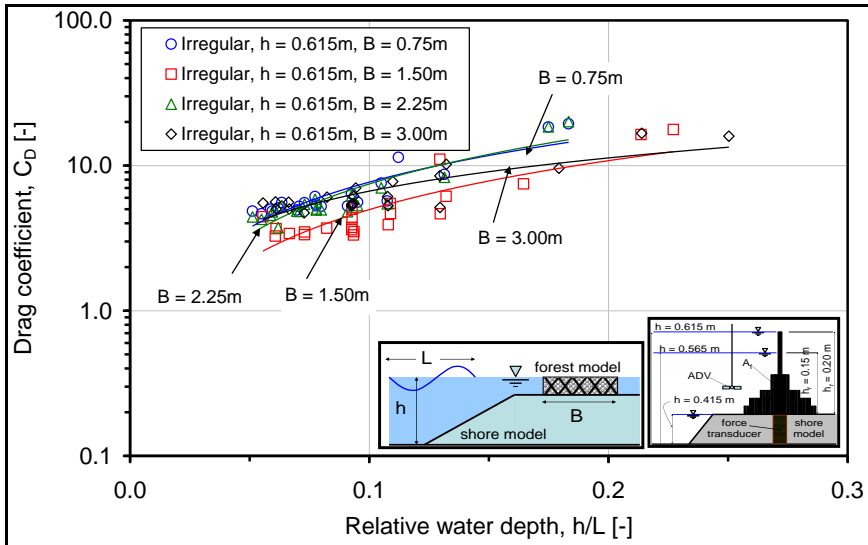 100.0
10.0
1.0
0.1
Drag coefficient, C_D [-]
Irregular, h = 0.615m, B = 0.75m
Irregular, h = 0.615m, B = 1.50m
Irregular, h = 0.615m, B = 2.25m
Irregular, h = 0.615m, B = 3.00m
B = 0.75m
B = 3.00m
B = 2.25m
B = 1.50m
L
h
forest model
B
shore model
h = 0.615 m
h = 0.565 m
ADV
A_f
h = 0.415 m
h_f = 0.15 m
h_f = 0.20 m
force
transducer
shore
model
0.0
0.1
0.2
0.3
Relative water depth, h/L [-]